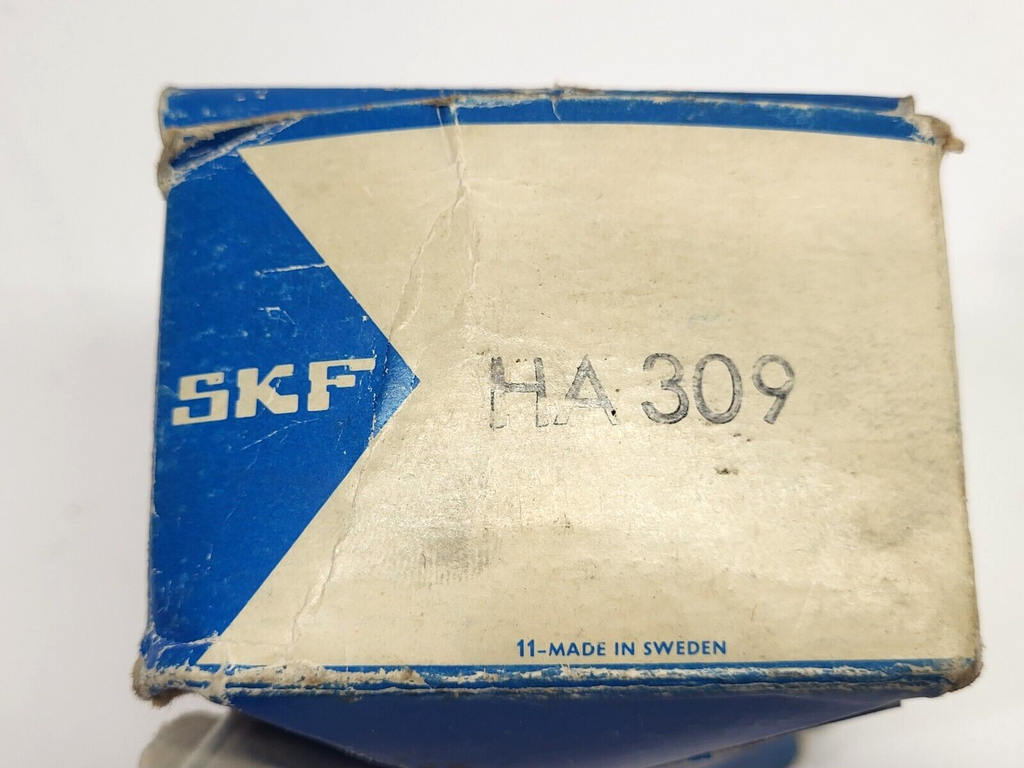 SKF
HA 309
11-MADE IN SWEDEN